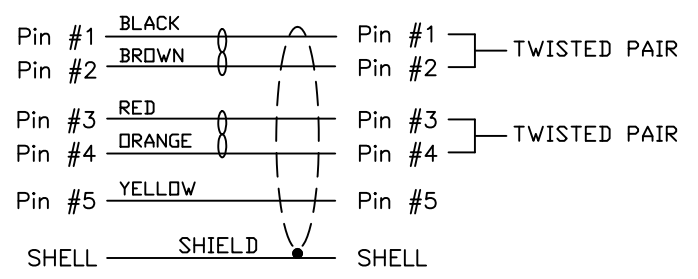 Pin #1 BLACK Pin #1
TWISTED PAIR
Pin #2 BROWN Pin #2
Pin #3 RED Pin #3
TWISTED PAIR
Pin #4 ORANGE Pin #4
Pin #5 YELLOW Pin #5
SHELL SHIELD SHELL